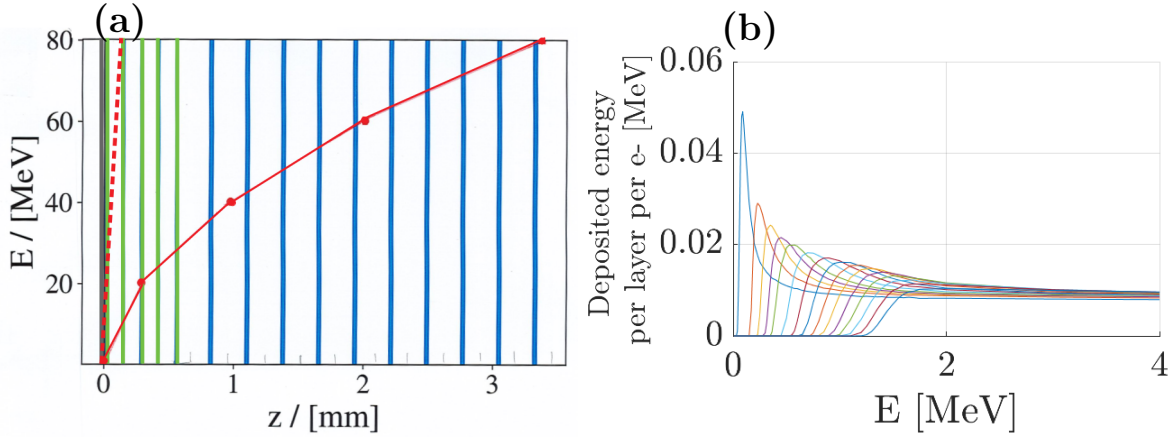 (a)
E / [MeV]
80
60
40
20
0
1
2
3
z / [mm]
(b)
Deposited energy
per layer per e- [MeV]
0.06
0.04
0.02
0
0
2
4
E [MeV]